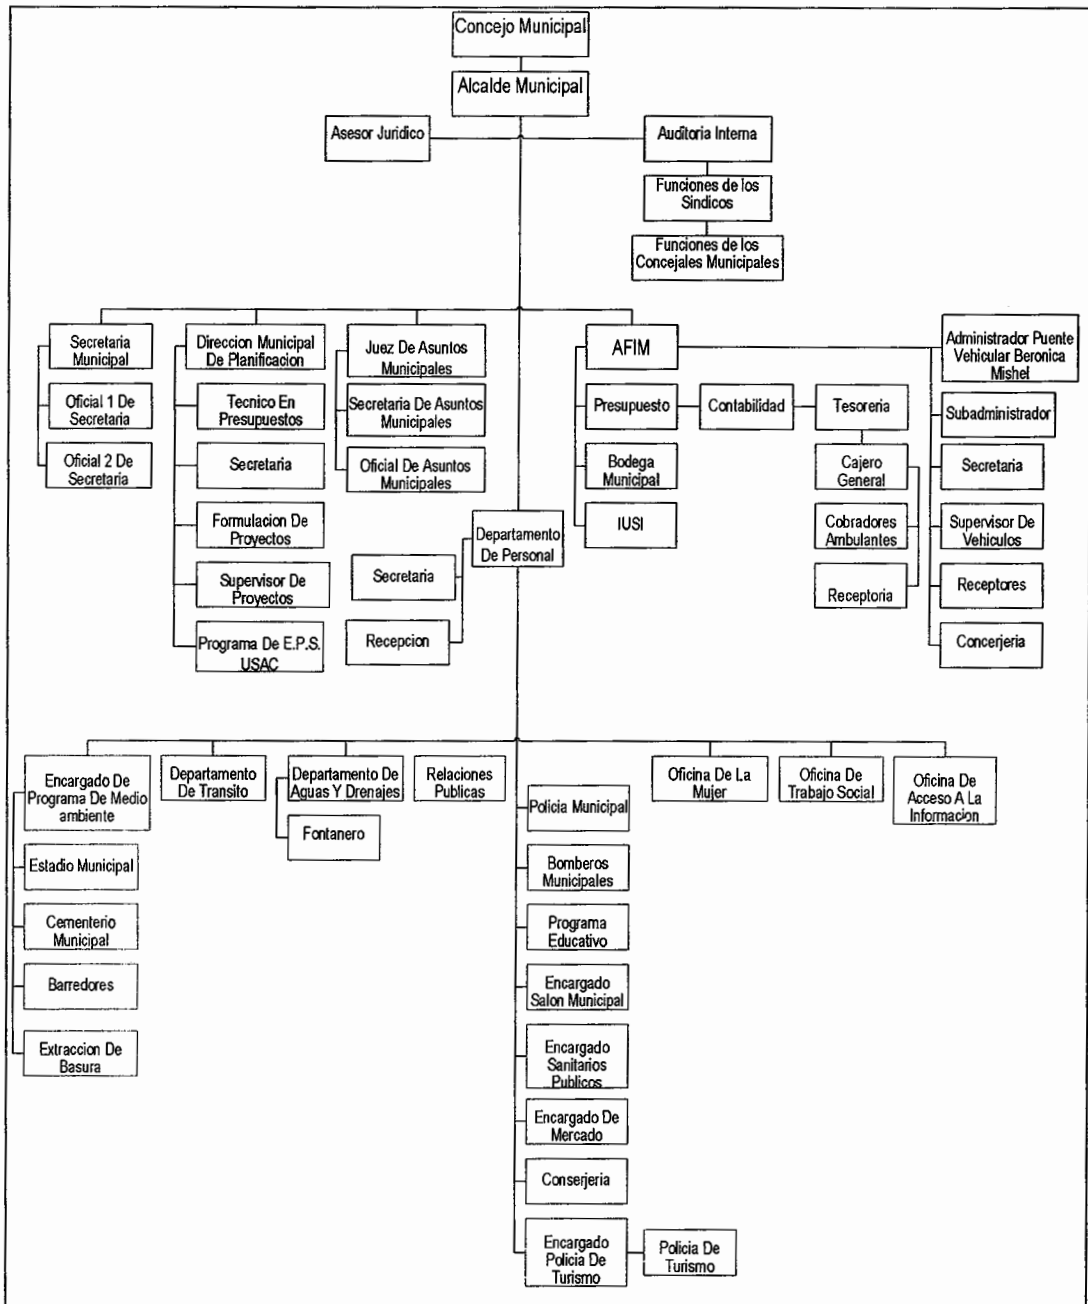 Concejo Municipal
Alcalde Municipal
Asesor Juridico
Auditoria Interna
Funciones de los
Sindicos
Funciones de los
Concejales Municipales
Secretaria
Municipal
Oficial 1 De
Secretaria
Oficial 2 De
Secretaria
Direccion Municipal
De Planificacion
Tecnico En
Presupuestos
Secretaria
Formulacion De
Proyectos
Supervisor De
Proyectos
Programa De E.P.S.
USAC
Juez De Asuntos
Municipales
Secretaria De Asuntos
Municipales
Oficial De Asuntos
Municipales
Departamento
De Personal
Secretaria
Recepcion
AFIM
Presupuesto
Contabilidad
Tesoreria
Bodega
Municipal
IUSI
Cajero
General
Cobradores
Ambulantes
Receptoria
Administrador Puente
Vehicular Beronica
Mishel
Subadministrador
Secretaria
Supervisor De
Vehiculos
Receptores
Concerjeria
Encargado De
Programa De Medio
ambiente
Estadio Municipal
Cementerio
Municipal
Barredores
Extraccion De
Basura
Departamento
De Transito
Departamento De
Aguas Y Drenajes
Fontanero
Relaciones
Publicas
Policia Municipal
Bomberos
Municipales
Programa
Educativo
Encargado
Salon Municipal
Encargado
Sanitarios
Publicos
Encargado De
Mercado
Conserjeria
Encargado
Policia De
Turismo
Policia De
Turismo
Oficina De La
Mujer
Oficina De
Trabajo Social
Oficina De
Acceso A La
Informacion